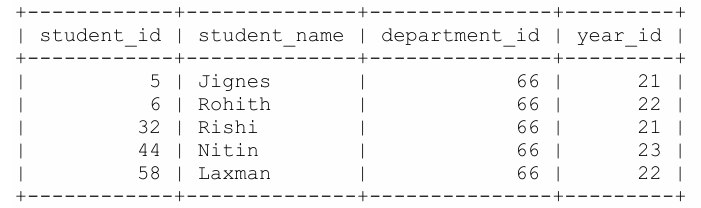 +------------+--------------+---------------+---------+
| student_id | student_name | department_id | year_id |
+------------+--------------+---------------+---------+
|          5 | Jignes       |            66 |      21 |
|          6 | Rohith       |            66 |      22 |
|         32 | Rishi        |            66 |      21 |
|         44 | Nitin        |            66 |      23 |
|         58 | Laxman       |            66 |      22 |
+------------+--------------+---------------+---------+